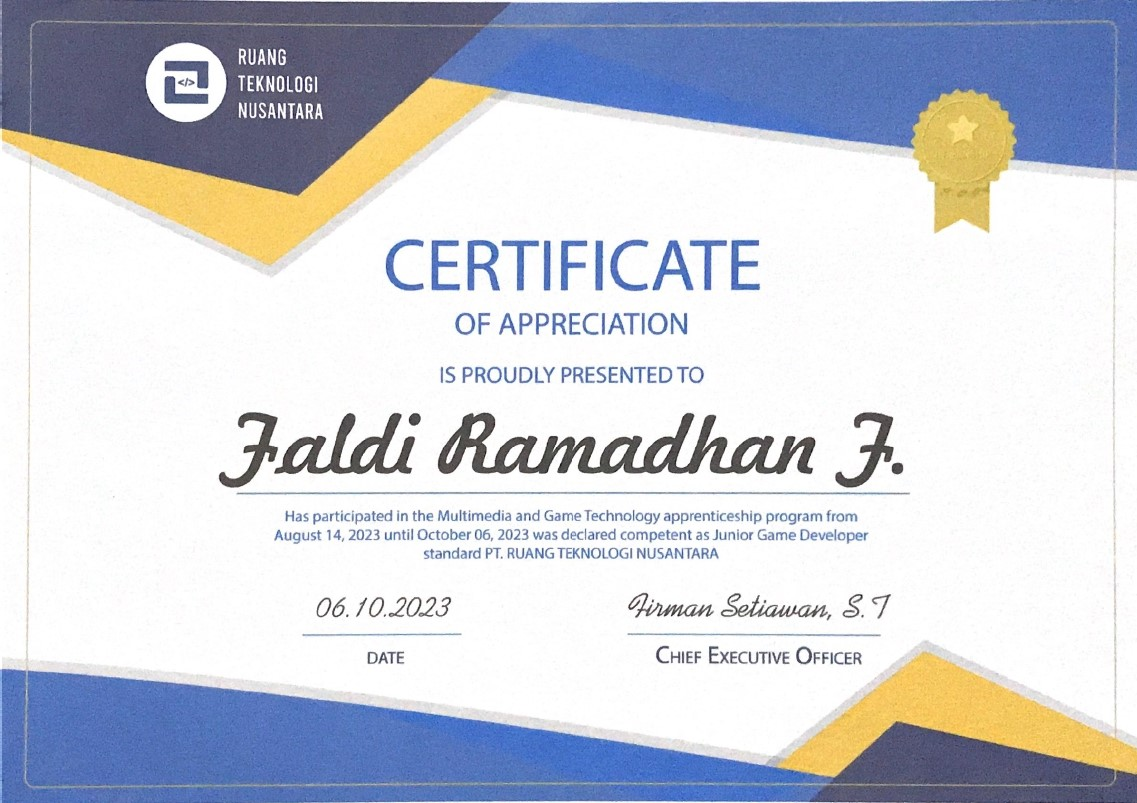 RUANG
TEKNOLOGI
NUSANTARA
</>
CERTIFICATE
OF APPRECIATION
IS PROUDLY PRESENTED TO
Faldi Ramadhan F.
Has participated in the Multimedia and Game Technology apprenticeship program from
August 14, 2023 until October 06, 2023 was declared competent as Junior Game Developer
standard PT. RUANG TEKNOLOGI NUSANTARA
06.10.2023
Firman Setiawan, S.T
DATE
CHIEF EXECUTIVE OFFICER